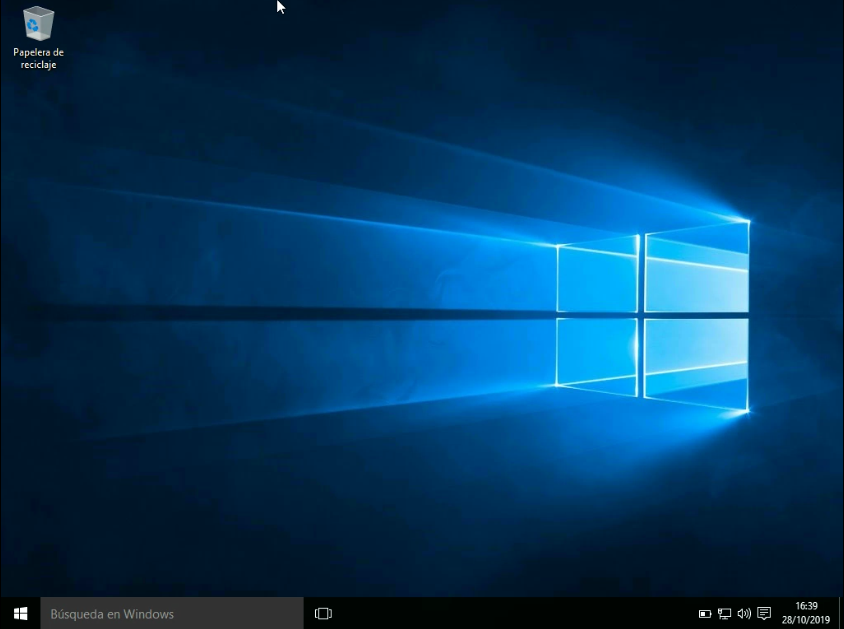 Papelera de
reciclaje
Búsqueda en Windows
16:39
28/10/2019